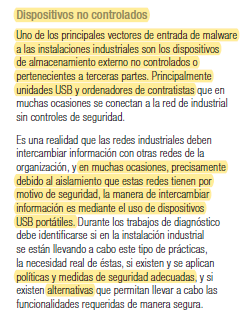 Dispositivos no controlados
Uno de los principales vectores de entrada de malware
a las instalaciones industriales son los dispositivos
de almacenamiento externo no controlados o
pertenecientes a terceras partes. Principalmente
unidades USB y ordenadores de contratistas que en
muchas ocasiones se conectan a la red de industrial
sin controles de seguridad.
Es una realidad que las redes industriales deben
intercambiar información con otras redes de la
organización, y en muchas ocasiones, precisamente
debido al aislamiento que estas redes tienen por
motivo de seguridad, la manera de intercambiar
información es mediante el uso de dispositivos
USB portátiles. Durante los trabajos de diagnóstico
debe identificarse si en la instalación industrial
se están llevando a cabo este tipo de prácticas,
la necesidad real de éstas, si existen y se aplican
políticas y medidas de seguridad adecuadas, y si
existen alternativas que permitan llevar a cabo las
funcionalidades requeridas de manera segura.